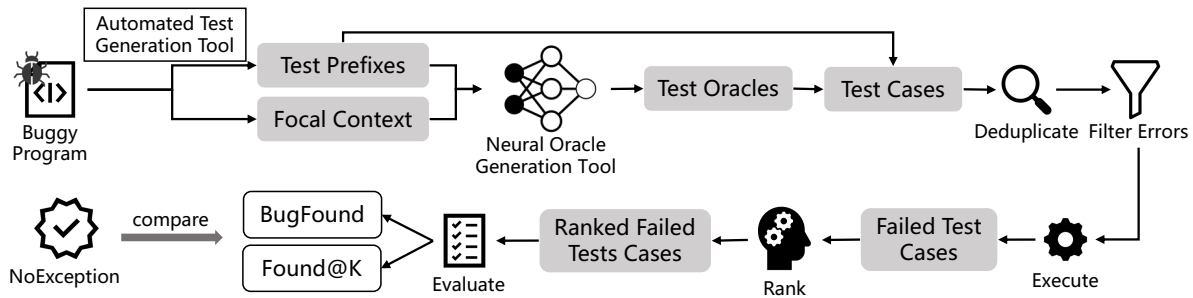 Automated Test
Generation Tool
Buggy
Program
Test Prefixes
Focal Context
Neural Oracle
Generation Tool
Test Oracles
Test Cases
Deduplicate
Filter Errors
NoException
compare
BugFound
Found@K
Evaluate
Ranked Failed
Tests Cases
Rank
Failed Test
Cases
Execute